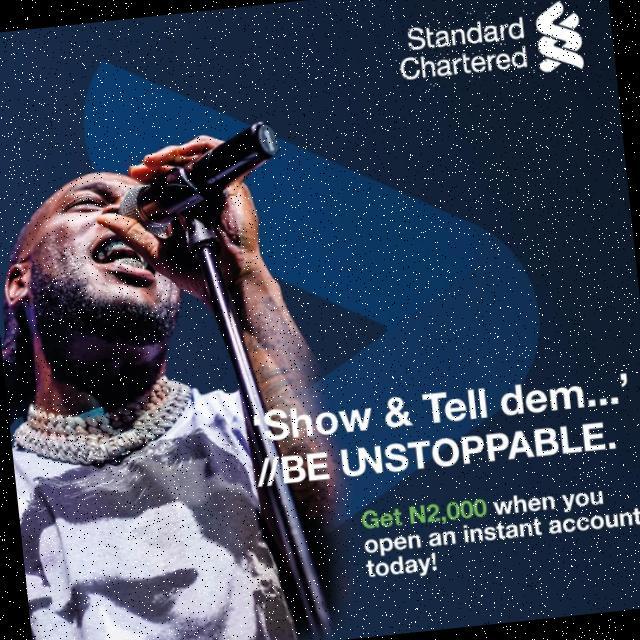 Standard
Chartered
'Show & Tell dem...'
//BE UNSTOPPABLE.
Get N2,000 when you
open an instant account
today!